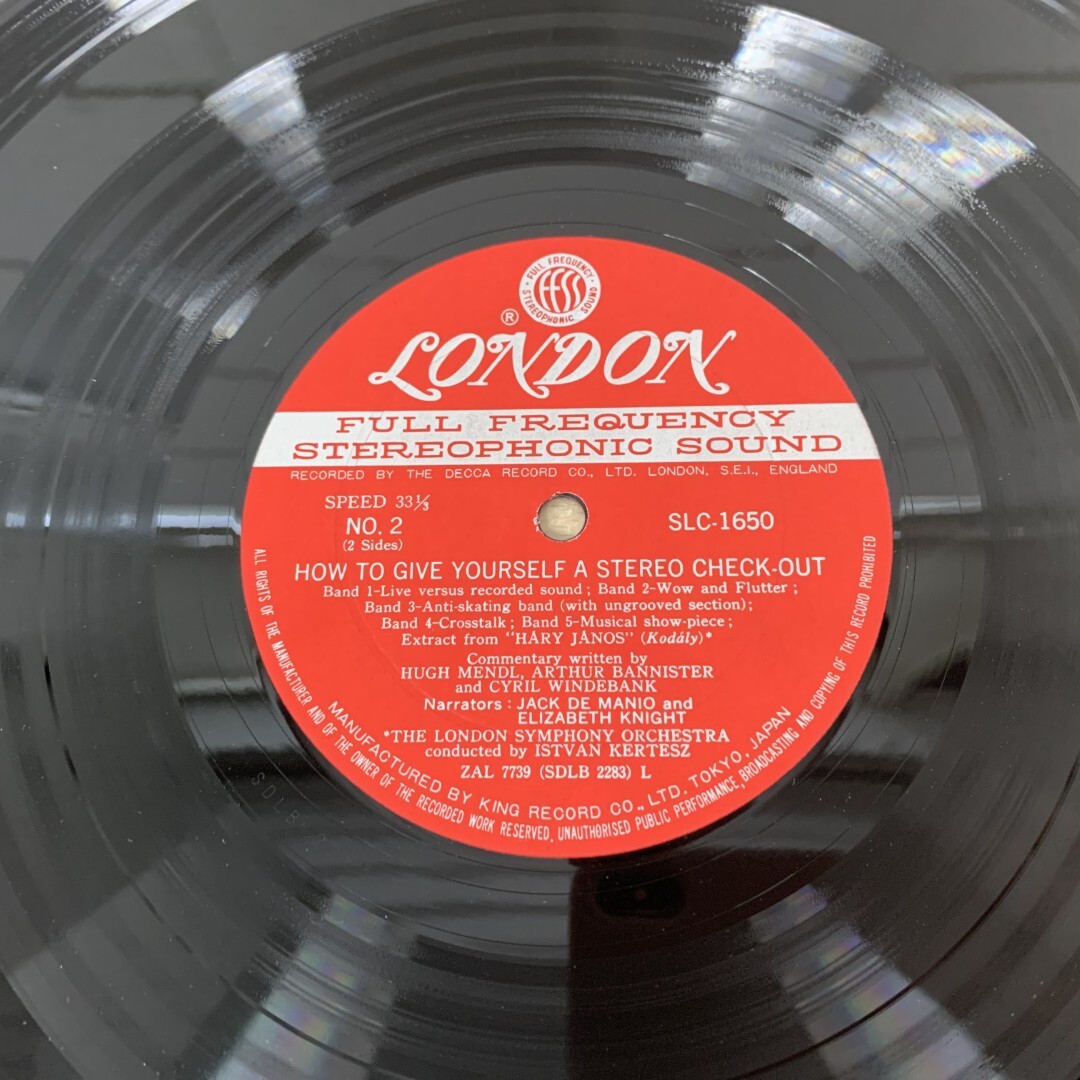 FULL FREQUENCY
ffss
STEREOPHONIC SOUND
®
LONDON
FULL FREQUENCY
STEREOPHONIC SOUND
RECORDED BY THE DECCA RECORD CO., LTD. LONDON, S.E.I., ENGLAND
SPEED 33⅓
NO. 2
SLC-1650
(2 Sides)
HOW TO GIVE YOURSELF A STEREO CHECK-OUT
Band 1-Live versus recorded sound; Band 2-Wow and Flutter;
Band 3-Anti-skating band (with ungrooved section);
Band 4-Crosstalk; Band 5-Musical show-piece;
Extract from "HÁRY JÁNOS" (Kodály)*
Commentary written by
HUGH MENDL, ARTHUR BANNISTER
and CYRIL WINDEBANK
Narrators: JACK DE MANIO and
ELIZABETH KNIGHT
*THE LONDON SYMPHONY ORCHESTRA
conducted by ISTVAN KERTESZ
ZAL 7739 (SDLB 2283) L
MANUFACTURED BY KING RECORD CO., LTD. TOKYO, JAPAN
ALL RIGHTS OF THE MANUFACTURER AND OF THE OWNER OF THE RECORDED WORK RESERVED, UNAUTHORISED PUBLIC PERFORMANCE, BROADCASTING AND COPYING OF THIS RECORD PROHIBITED
SDLB